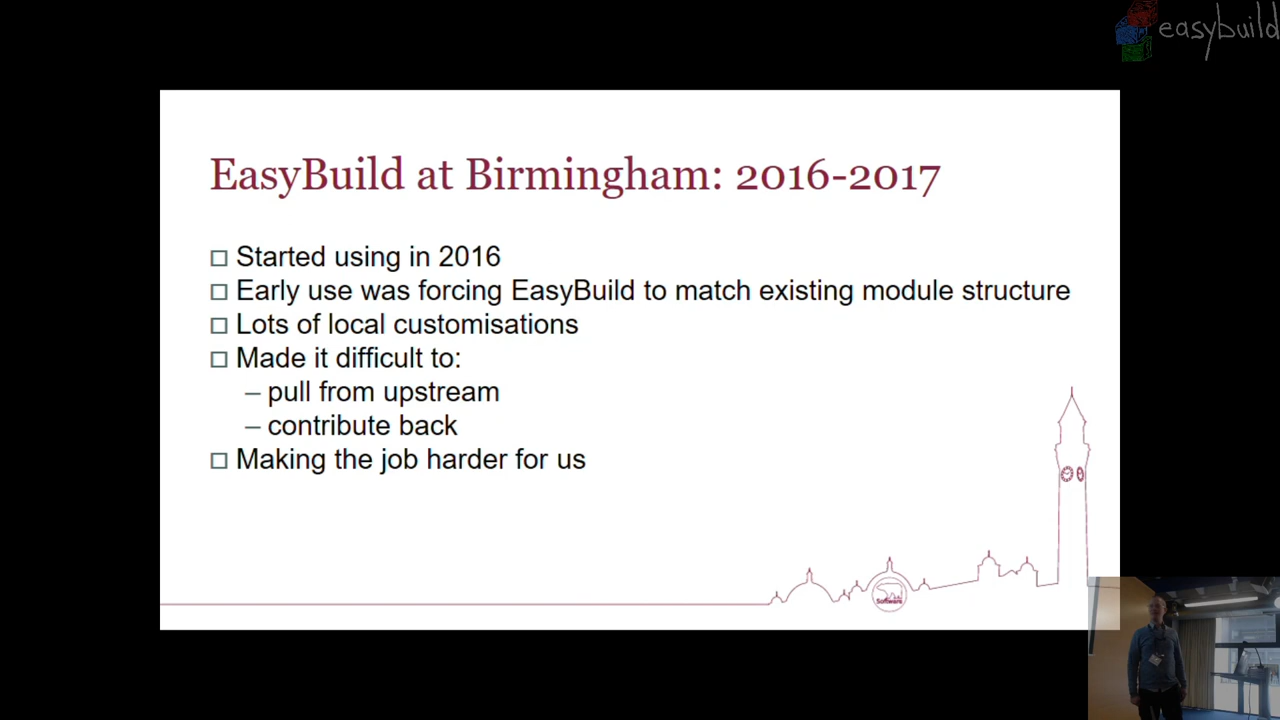 easybuild
EasyBuild at Birmingham: 2016-2017
□ Started using in 2016
□ Early use was forcing EasyBuild to match existing module structure
□ Lots of local customisations
□ Made it difficult to:
– pull from upstream
– contribute back
□ Making the job harder for us
Software